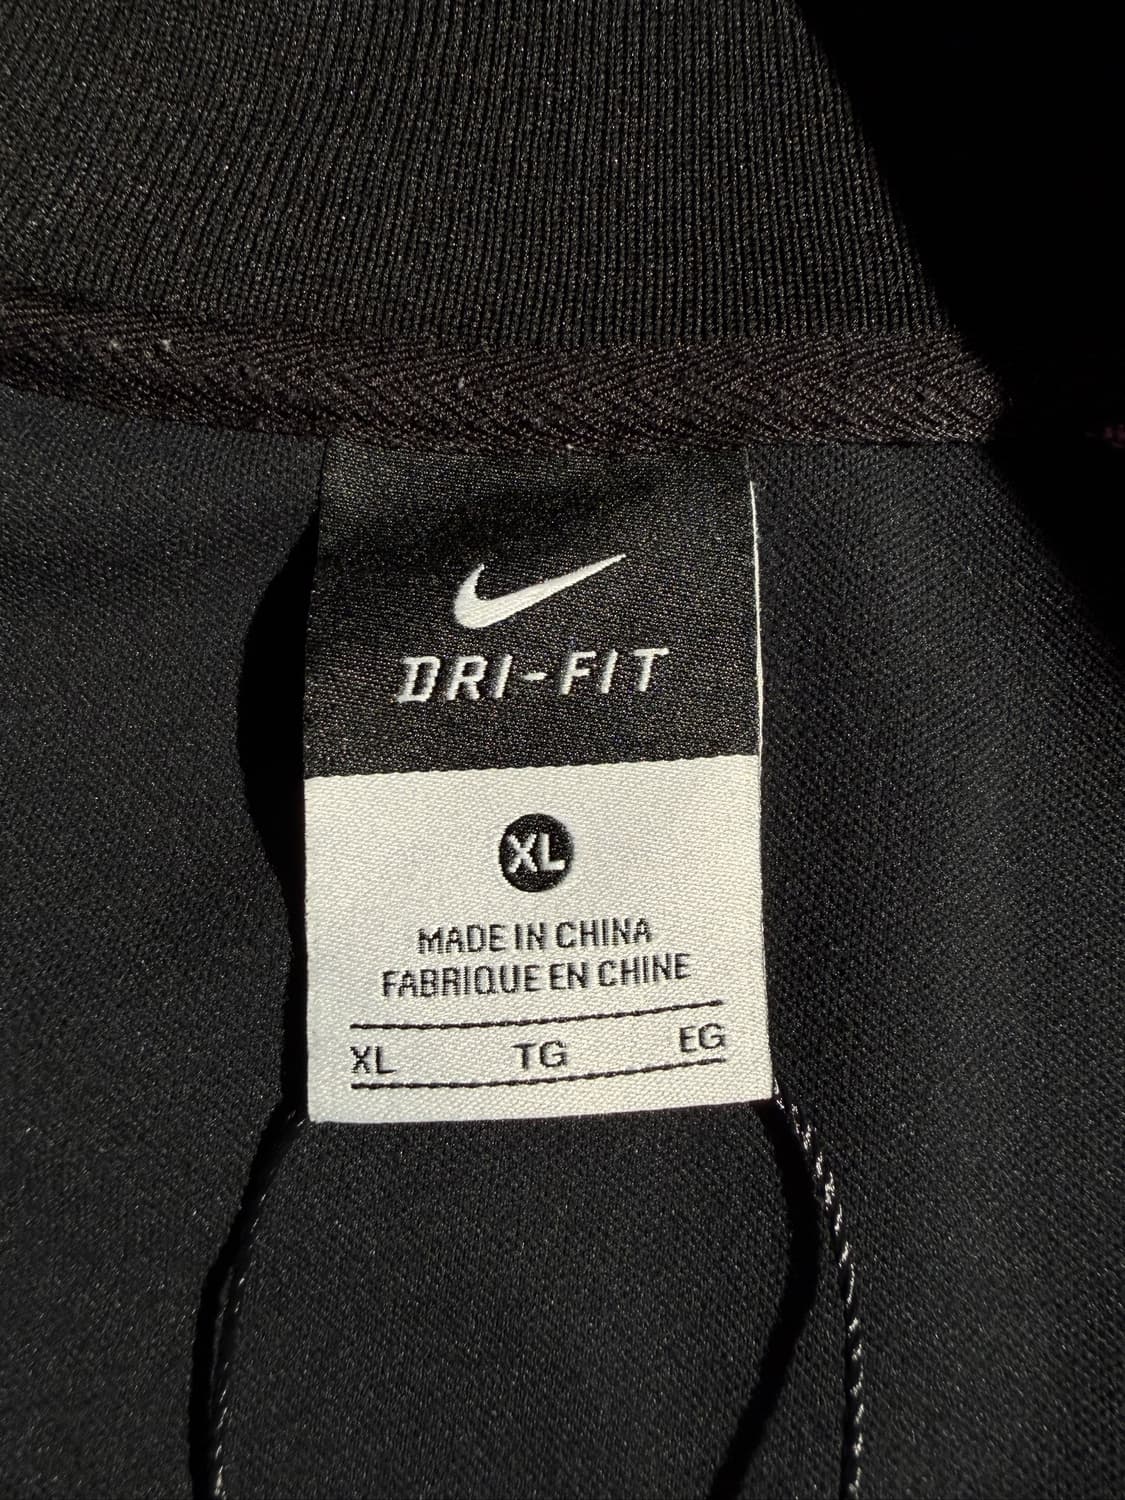 DRI-FIT
XL
MADE IN CHINA
FABRIQUE EN CHINE
XL TG EG